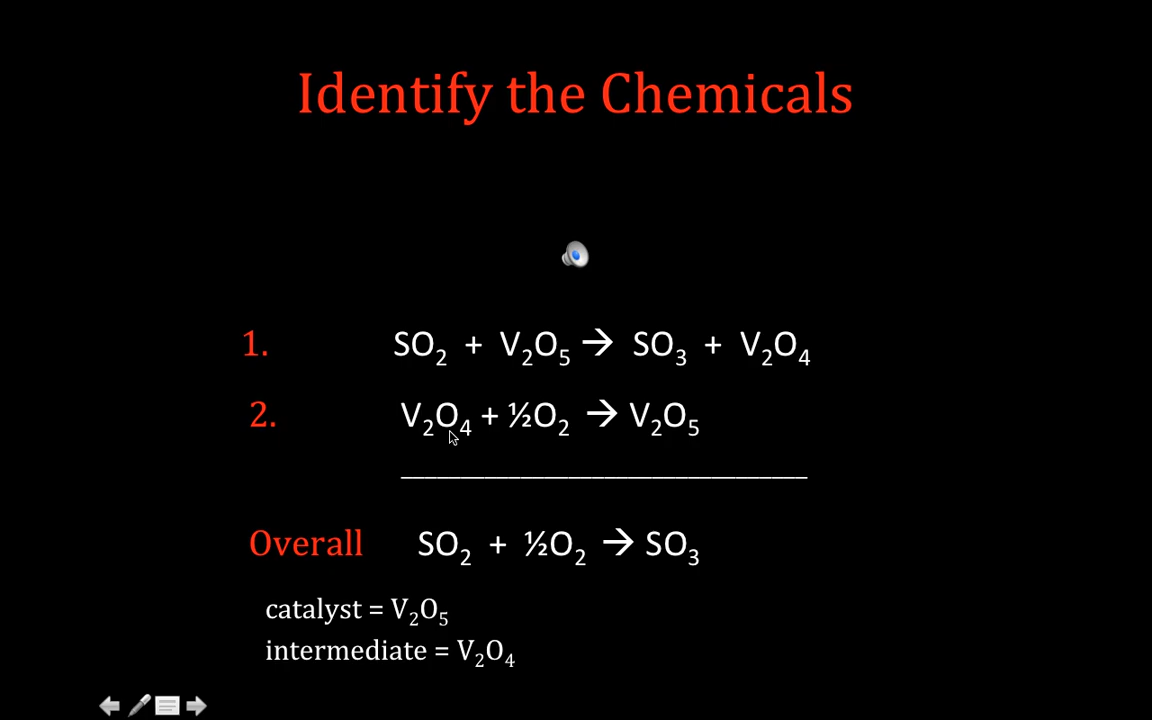 Identify the Chemicals
1. SO₂ + V₂O₅ → SO₃ + V₂O₄
2. V₂O₄ + ½O₂ → V₂O₅
Overall SO₂ + ½O₂ → SO₃
catalyst = V₂O₅
intermediate = V₂O₄